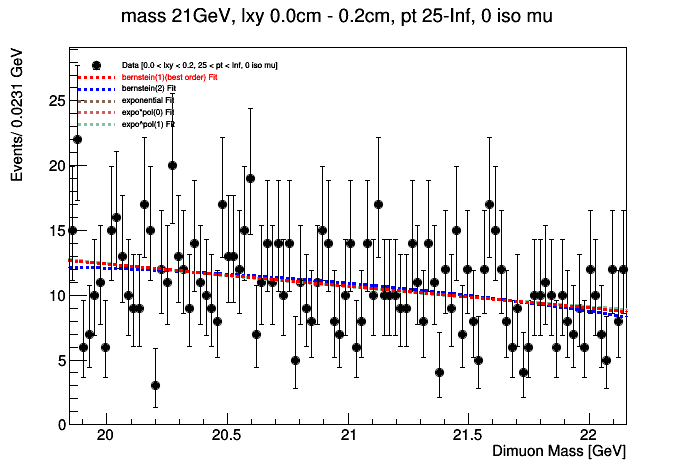 mass 21GeV, lxy 0.0cm - 0.2cm, pt 25-Inf, 0 iso mu
Events/ 0.0231 GeV
Data [0.0 < lxy < 0.2, 25 < pt < Inf, 0 iso mu]
bernstein(1)(best order) Fit
bernstein(2) Fit
exponential Fit
expo*pol(0) Fit
expo*pol(1) Fit
25
20
15
10
5
0
20 20.5 21 21.5 22
Dimuon Mass [GeV]